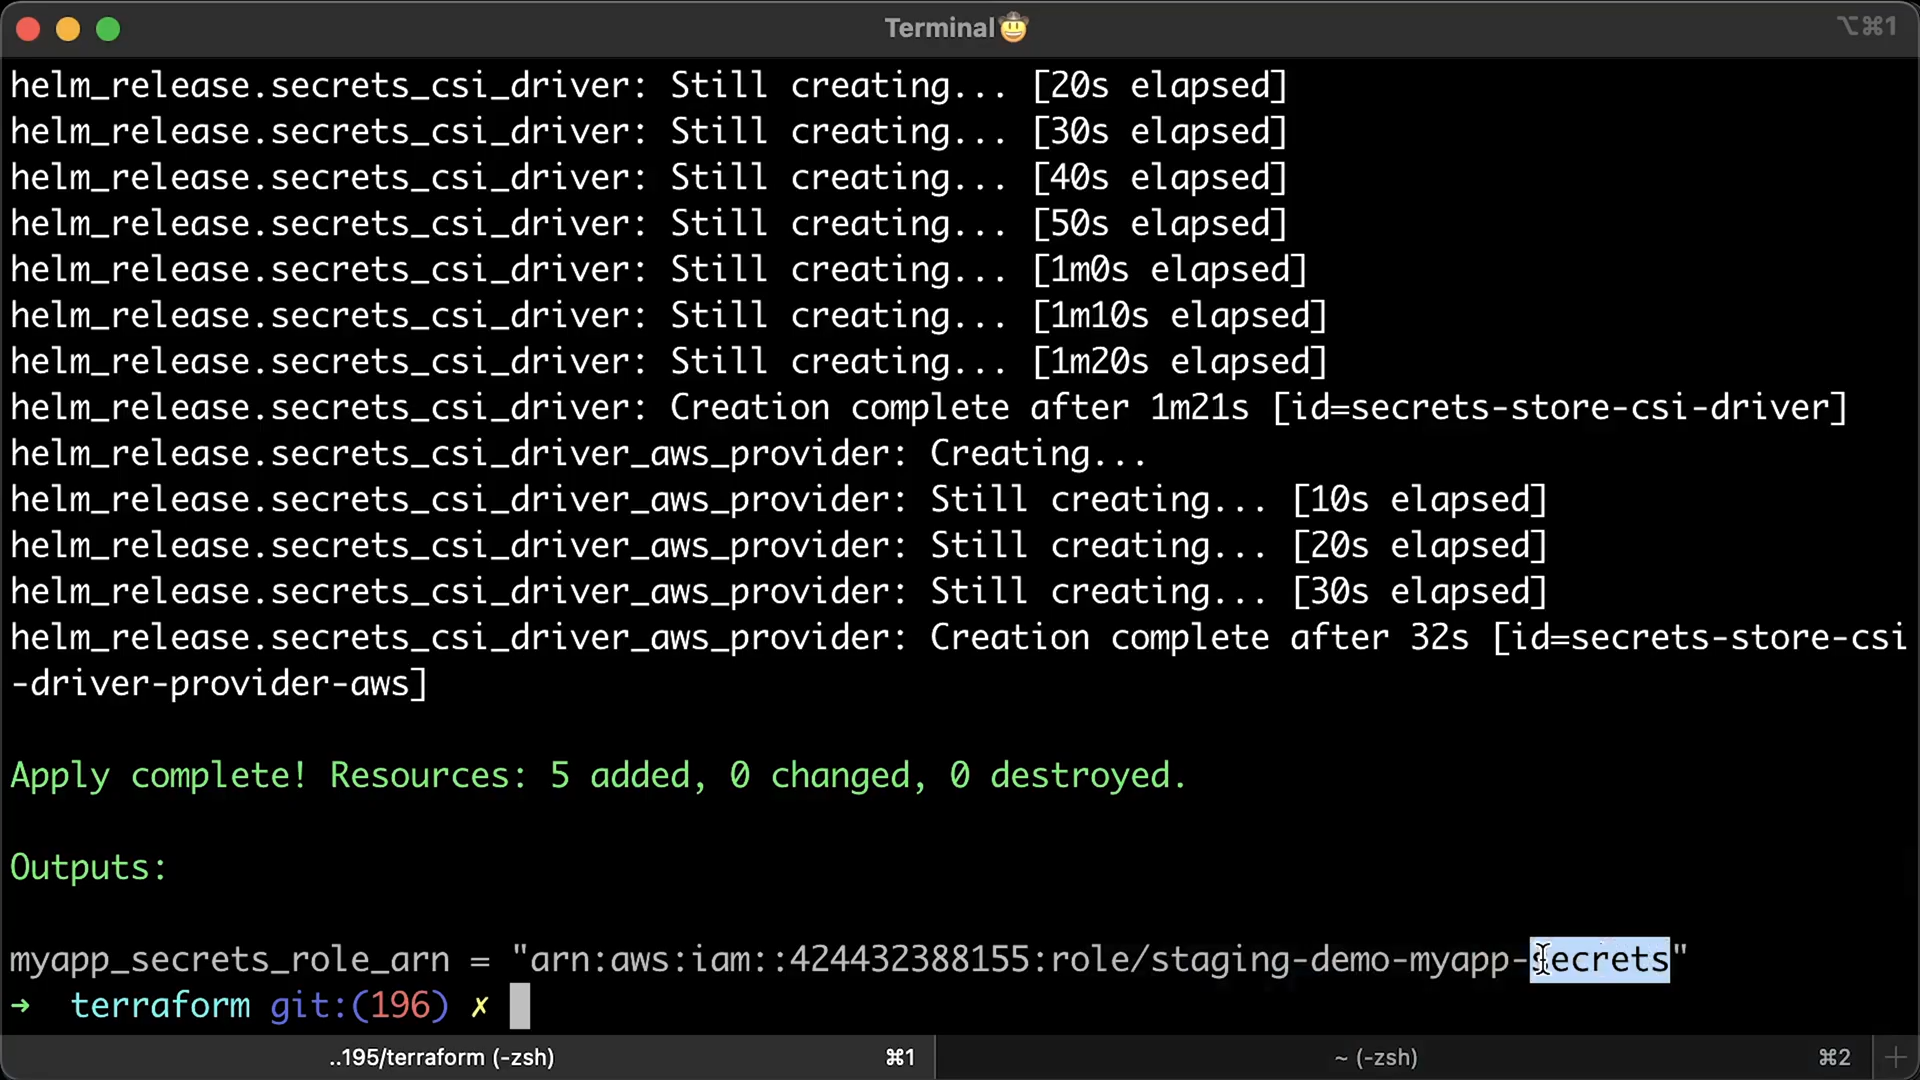 Terminal🤠
⌥⌘1
helm_release.secrets_csi_driver: Still creating... [20s elapsed]
helm_release.secrets_csi_driver: Still creating... [30s elapsed]
helm_release.secrets_csi_driver: Still creating... [40s elapsed]
helm_release.secrets_csi_driver: Still creating... [50s elapsed]
helm_release.secrets_csi_driver: Still creating... [1m0s elapsed]
helm_release.secrets_csi_driver: Still creating... [1m10s elapsed]
helm_release.secrets_csi_driver: Still creating... [1m20s elapsed]
helm_release.secrets_csi_driver: Creation complete after 1m21s [id=secrets-store-csi-driver]
helm_release.secrets_csi_driver_aws_provider: Creating...
helm_release.secrets_csi_driver_aws_provider: Still creating... [10s elapsed]
helm_release.secrets_csi_driver_aws_provider: Still creating... [20s elapsed]
helm_release.secrets_csi_driver_aws_provider: Still creating... [30s elapsed]
helm_release.secrets_csi_driver_aws_provider: Creation complete after 32s [id=secrets-store-csi
-driver-provider-aws]
Apply complete! Resources: 5 added, 0 changed, 0 destroyed.
Outputs:
myapp_secrets_role_arn = "arn:aws:iam::424432388155:role/staging-demo-myapp-secrets"
→ terraform git:(196) ✗
..195/terraform (-zsh) ⌘1
~ (-zsh) ⌘2 +